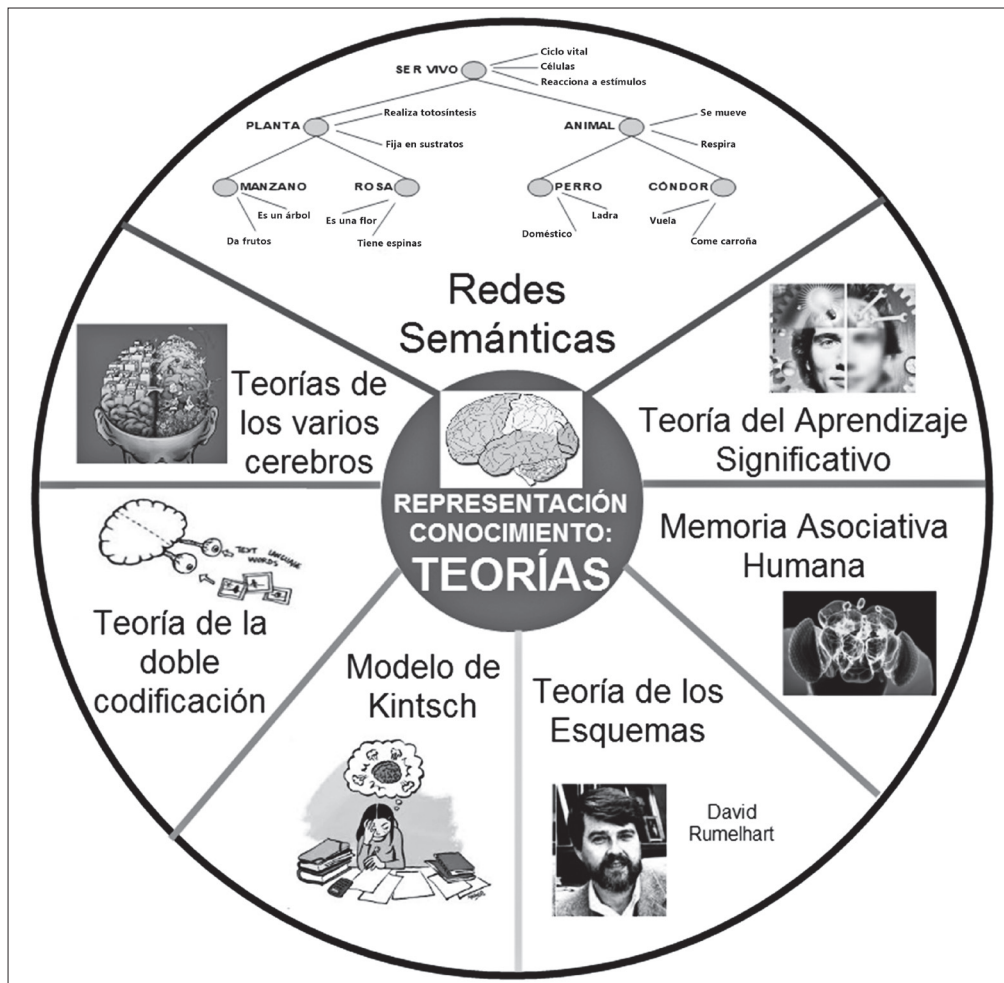 Ciclo vital
SER VIVO
Células
Reacciona a estímulos
Realiza totosíntesis
Se mueve
PLANTA
ANIMAL
Fija en sustratos
Respira
MANZANO
ROSA
PERRO
CÓNDOR
Es un árbol
Es una flor
Ladra
Vuela
Da frutos
Tiene espinas
Doméstico
Come carroña
Redes
Semánticas
Teoría del Aprendizaje
Significativo
Memoria Asociativa
Humana
Teoría de los
Esquemas
David
Rumelhart
Modelo de
Kintsch
TEXT LANGUAGE
WORDS
Teoría de la
doble
codificación
Teorías de
los varios
cerebros
REPRESENTACIÓN
CONOCIMIENTO:
TEORÍAS